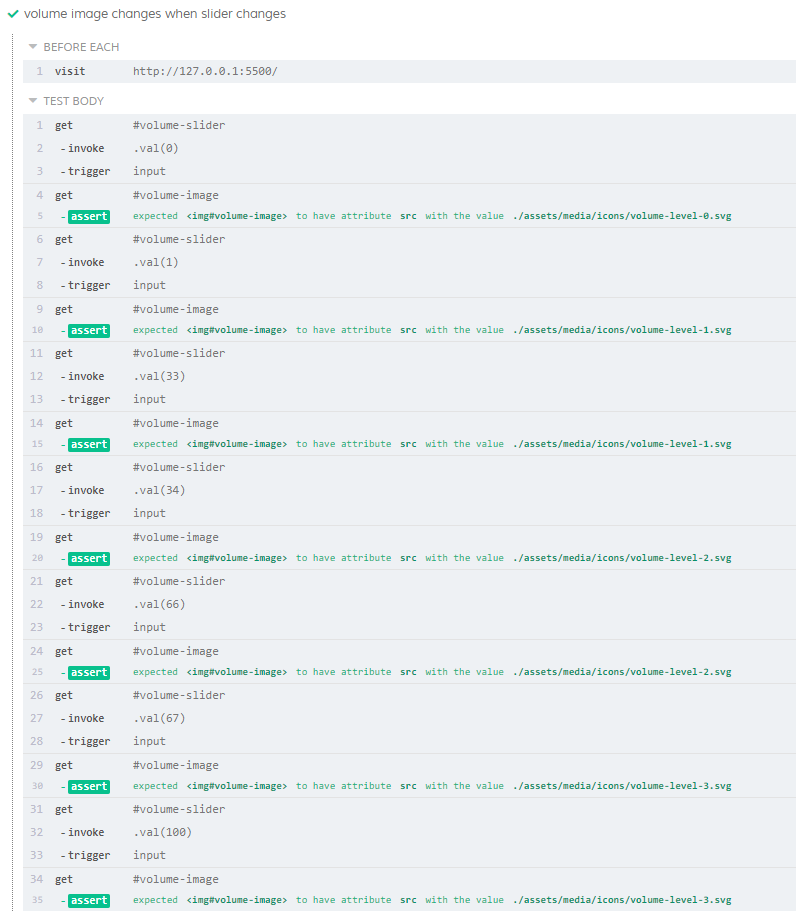 volume image changes when slider changes
BEFORE EACH
1 visit http://127.0.0.1:5500/
TEST BODY
1 get #volume-slider
2 -invoke .val(0)
3 -trigger input
4 get #volume-image
5 -assert expected <img#volume-image> to have attribute src with the value ./assets/media/icons/volume-level-0.svg
6 get #volume-slider
7 -invoke .val(1)
8 -trigger input
9 get #volume-image
10 -assert expected <img#volume-image> to have attribute src with the value ./assets/media/icons/volume-level-1.svg
11 get #volume-slider
12 -invoke .val(33)
13 -trigger input
14 get #volume-image
15 -assert expected <img#volume-image> to have attribute src with the value ./assets/media/icons/volume-level-1.svg
16 get #volume-slider
17 -invoke .val(34)
18 -trigger input
19 get #volume-image
20 -assert expected <img#volume-image> to have attribute src with the value ./assets/media/icons/volume-level-2.svg
21 get #volume-slider
22 -invoke .val(66)
23 -trigger input
24 get #volume-image
25 -assert expected <img#volume-image> to have attribute src with the value ./assets/media/icons/volume-level-2.svg
26 get #volume-slider
27 -invoke .val(67)
28 -trigger input
29 get #volume-image
30 -assert expected <img#volume-image> to have attribute src with the value ./assets/media/icons/volume-level-3.svg
31 get #volume-slider
32 -invoke .val(100)
33 -trigger input
34 get #volume-image
35 -assert expected <img#volume-image> to have attribute src with the value ./assets/media/icons/volume-level-3.svg